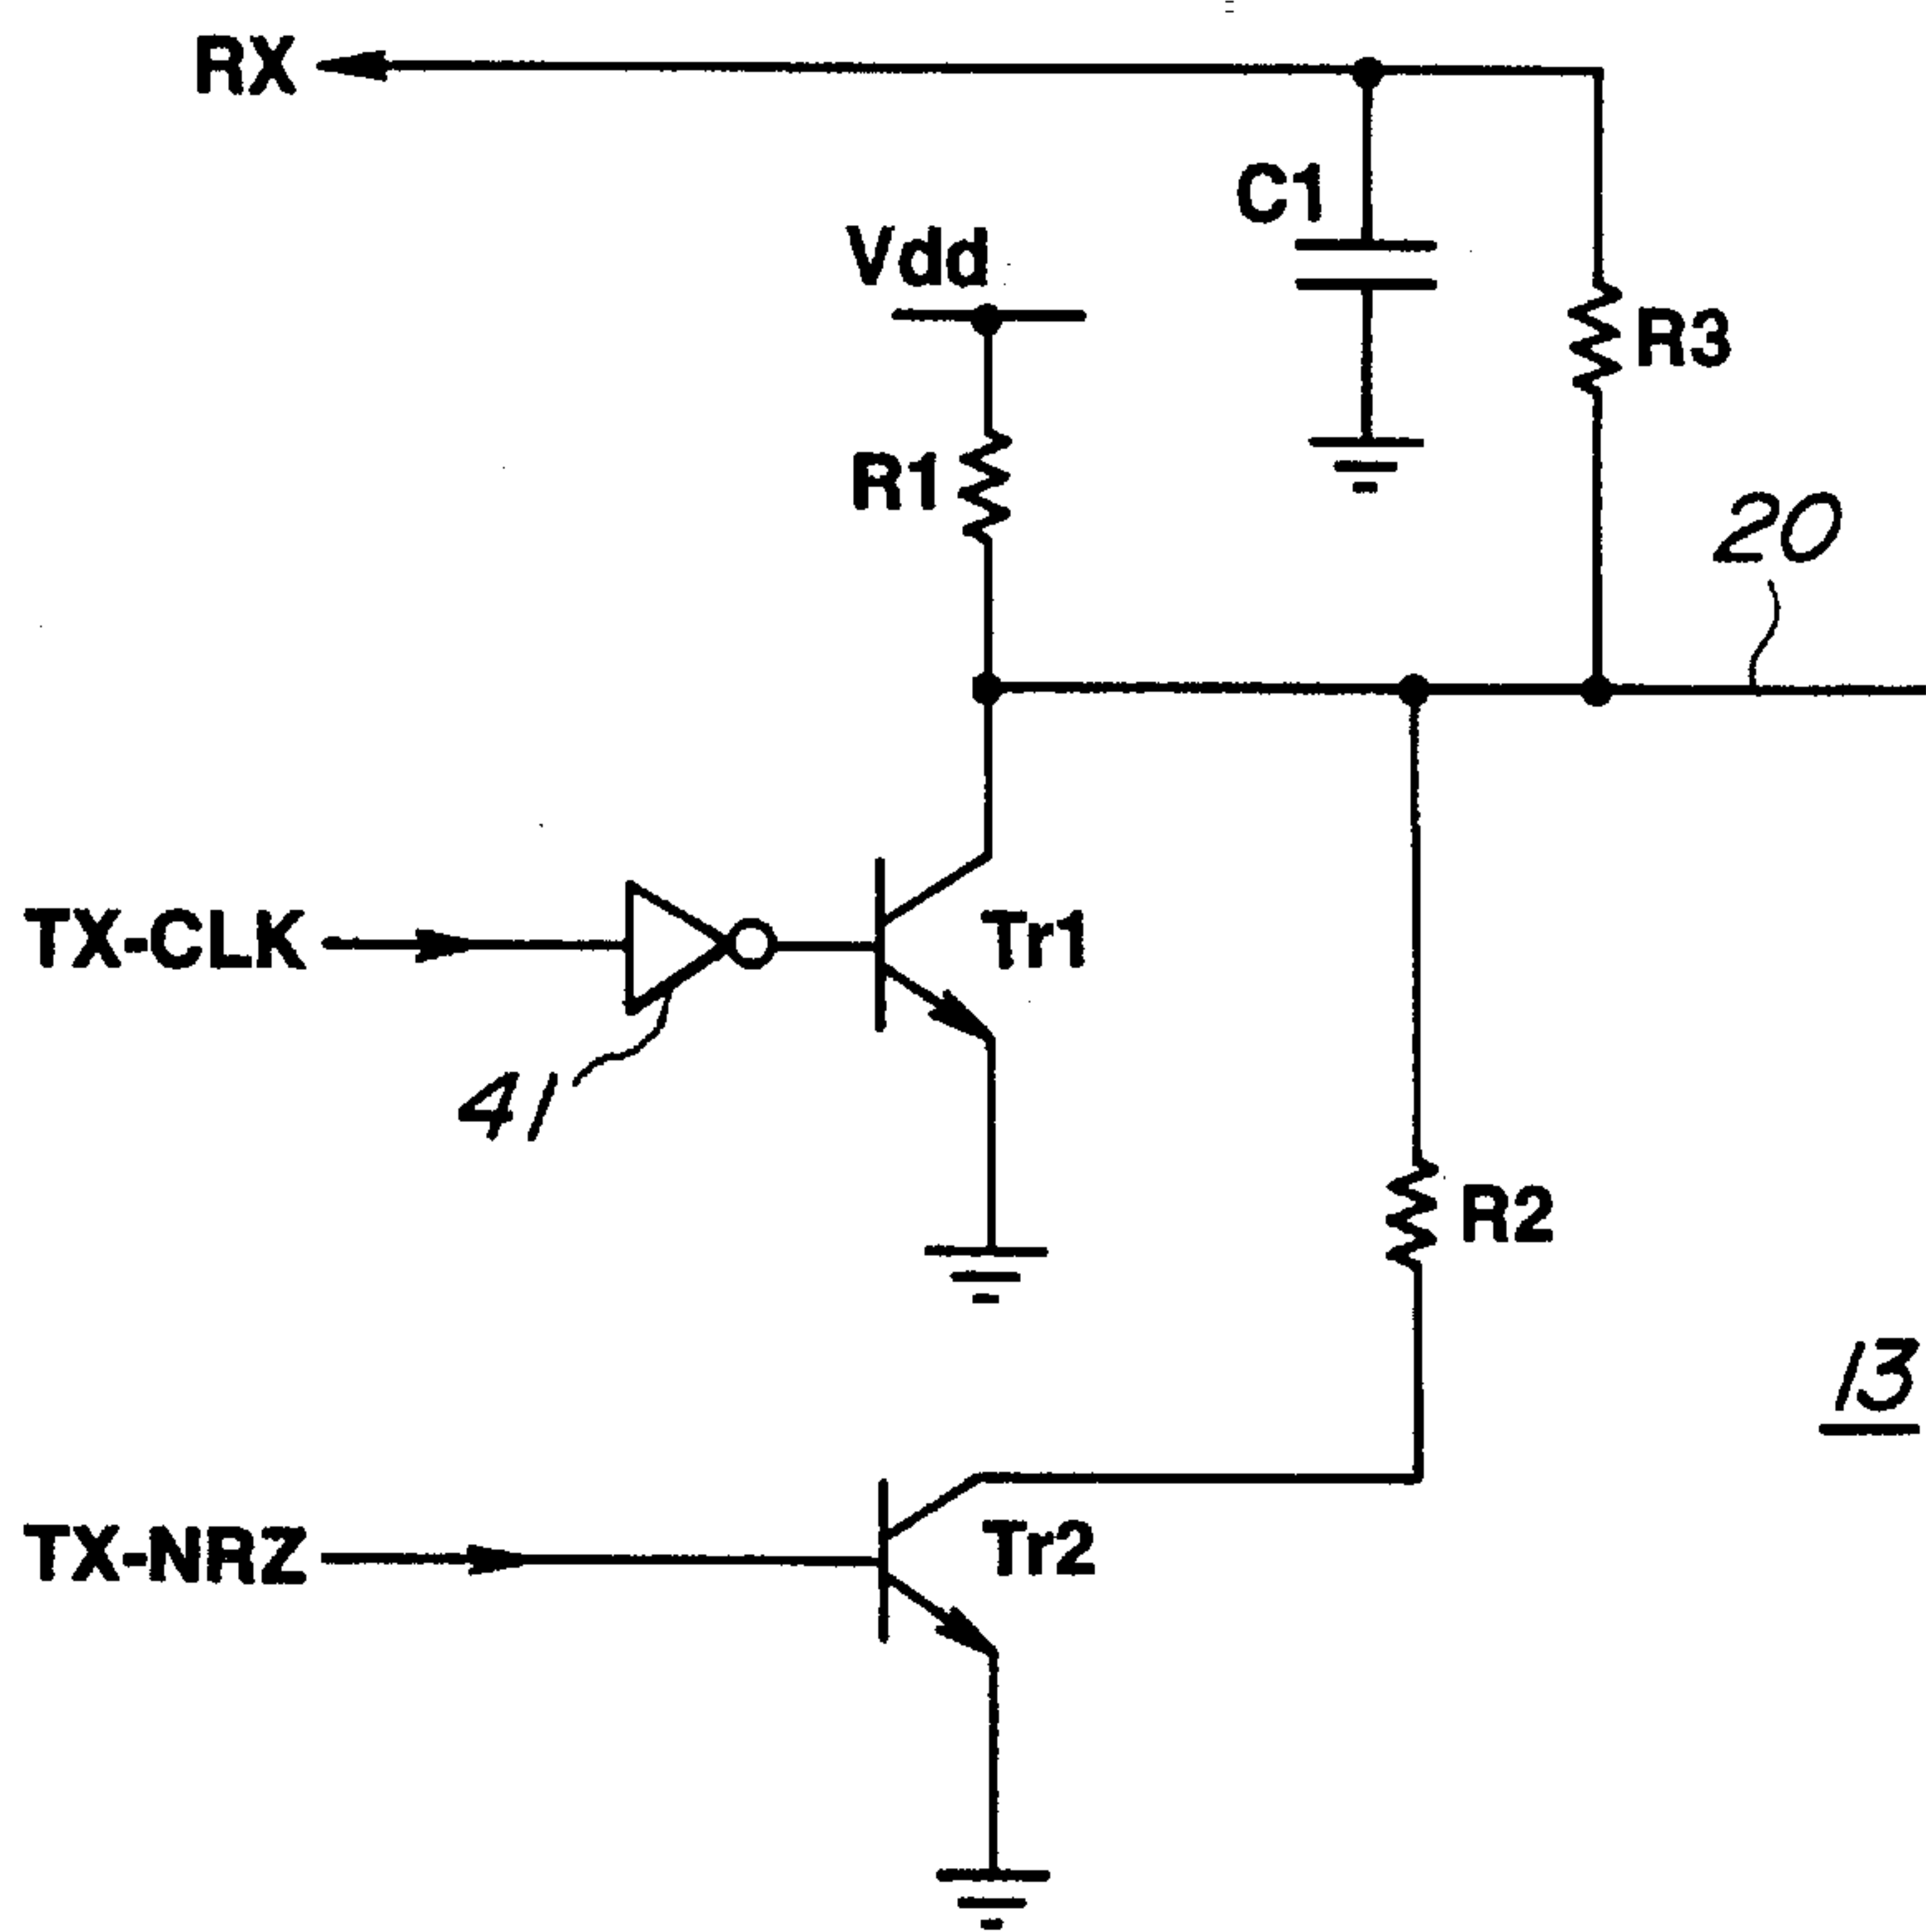 RX
C1
Vdd
R3
R1
20
TX-CLK
Tr1
41
R2
13
TX-NRZ
Tr2